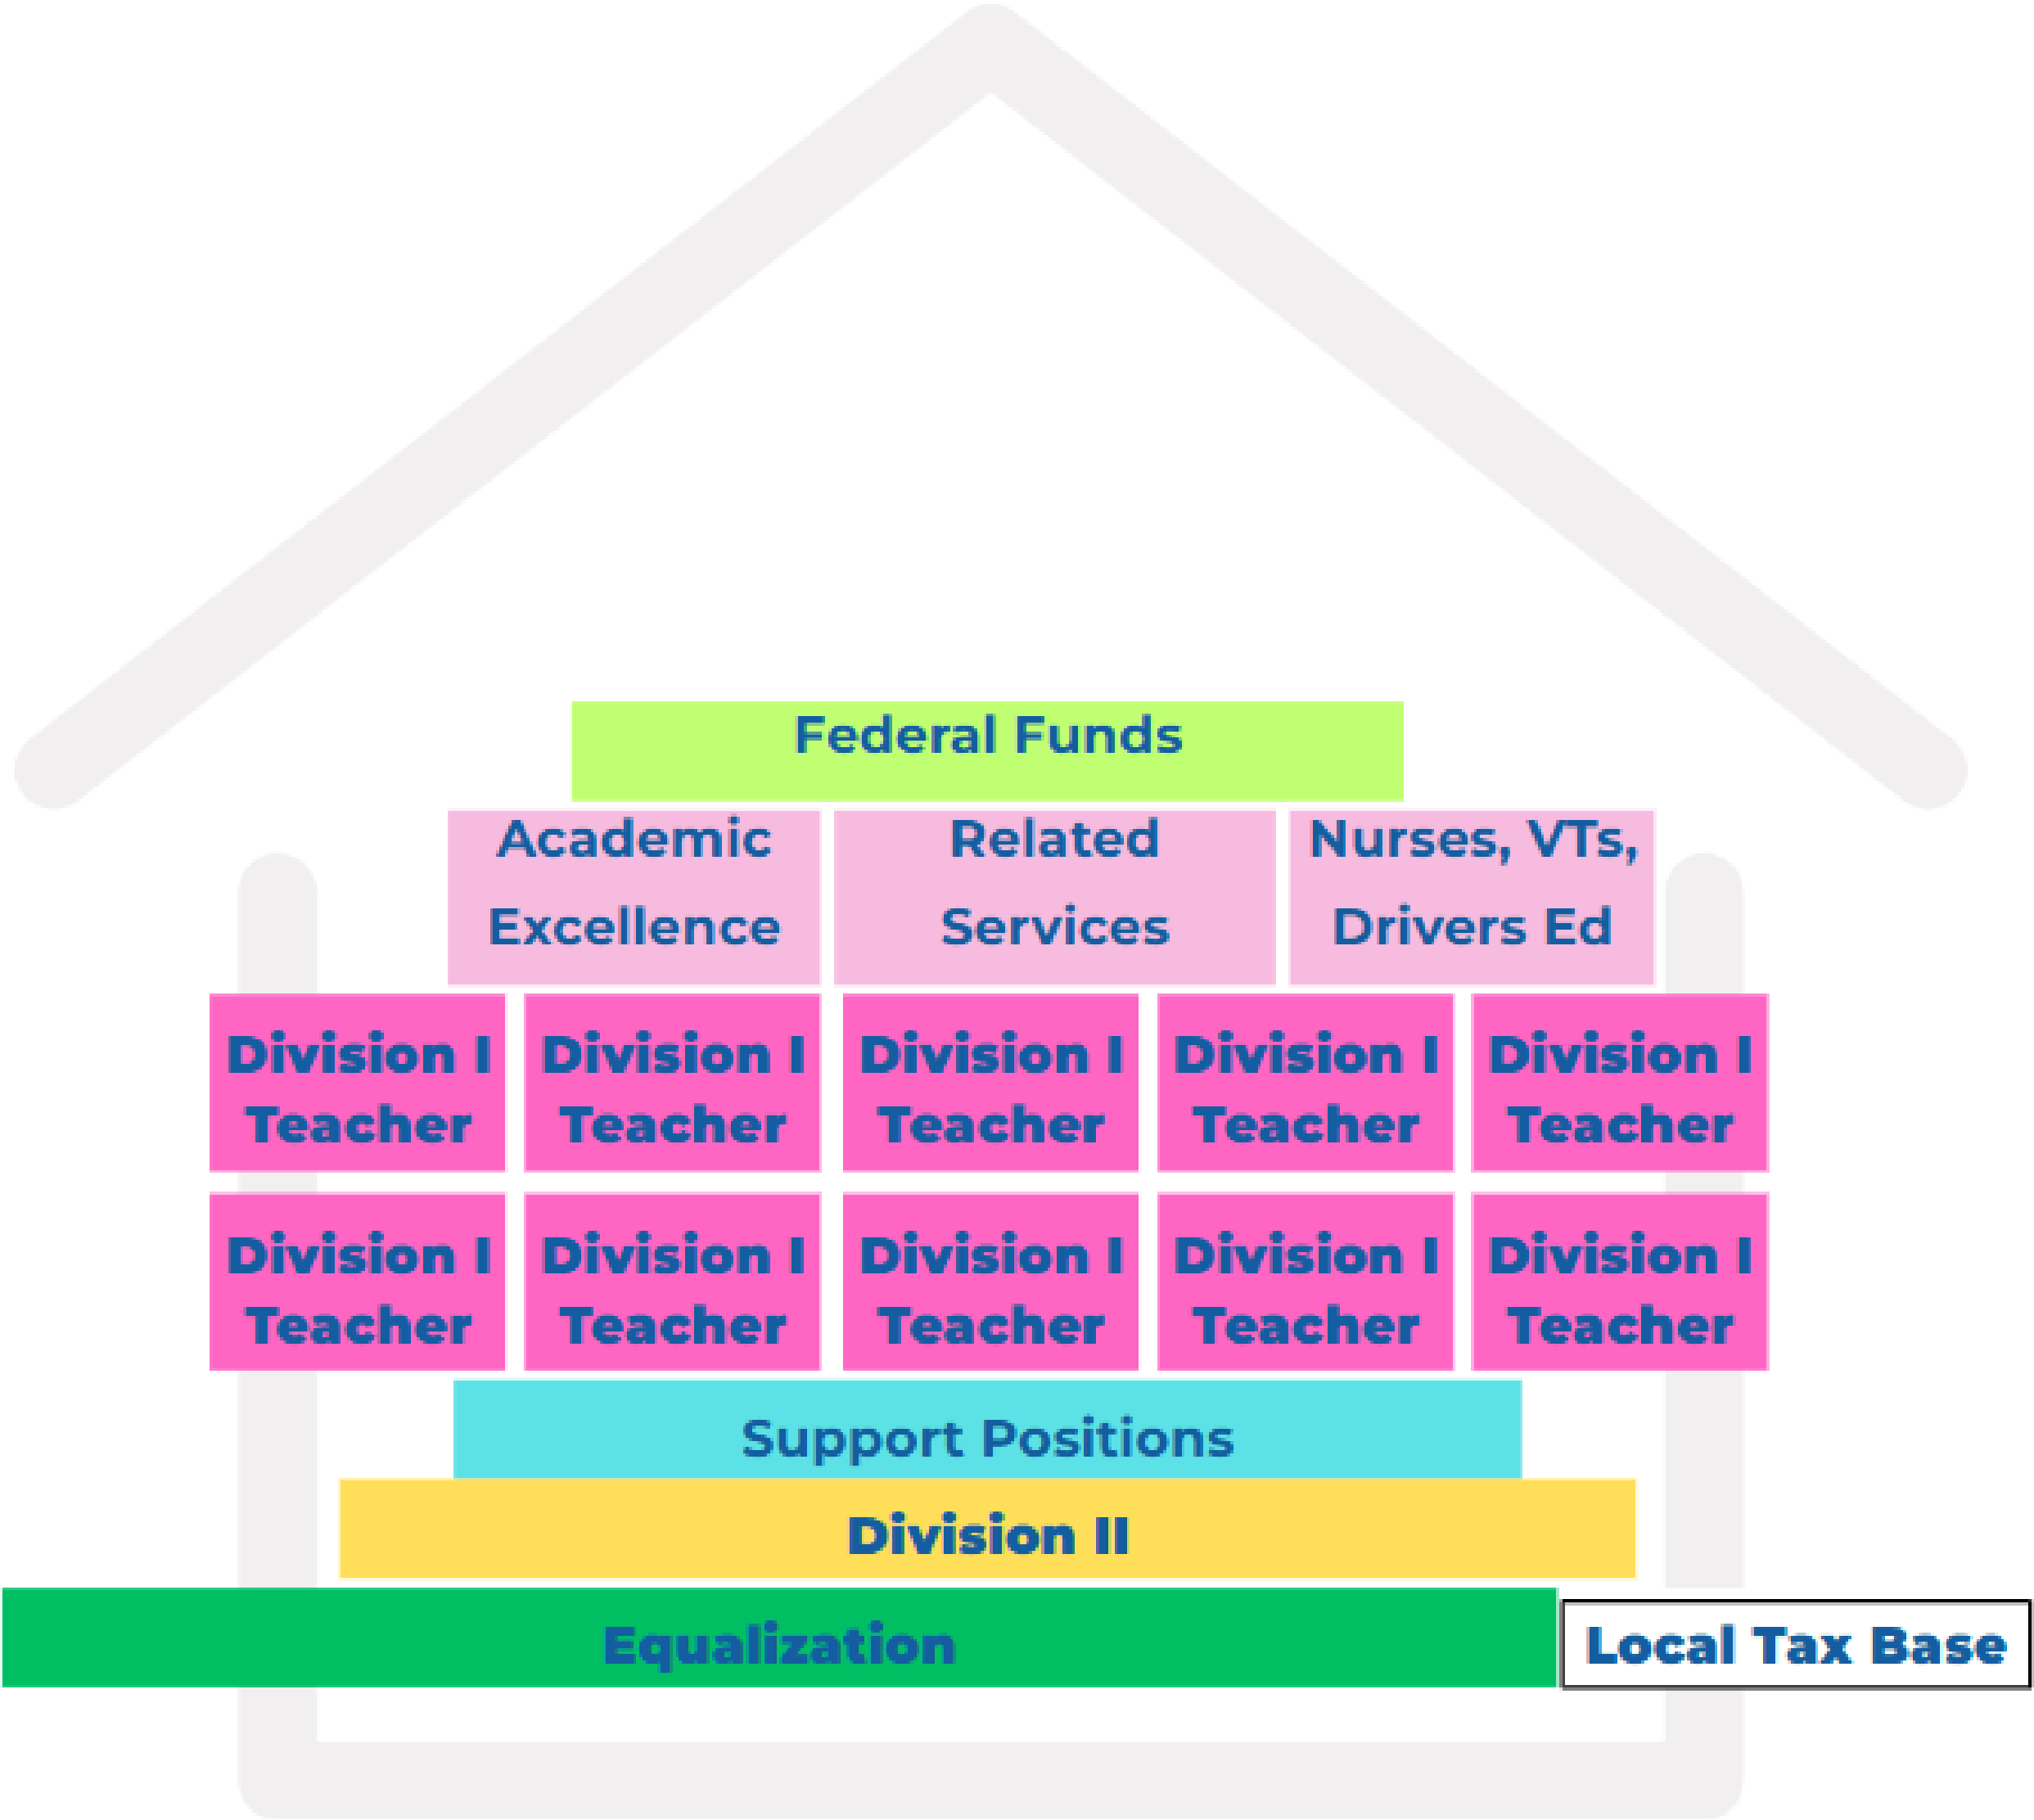 Federal Funds
Academic
Excellence
Related
Services
Nurses, VTs,
Drivers Ed
Division I
Teacher
Division I
Teacher
Division I
Teacher
Division I
Teacher
Division I
Teacher
Division I
Teacher
Division I
Teacher
Division I
Teacher
Division I
Teacher
Division I
Teacher
Support Positions
Division II
Equalization
Local Tax Base